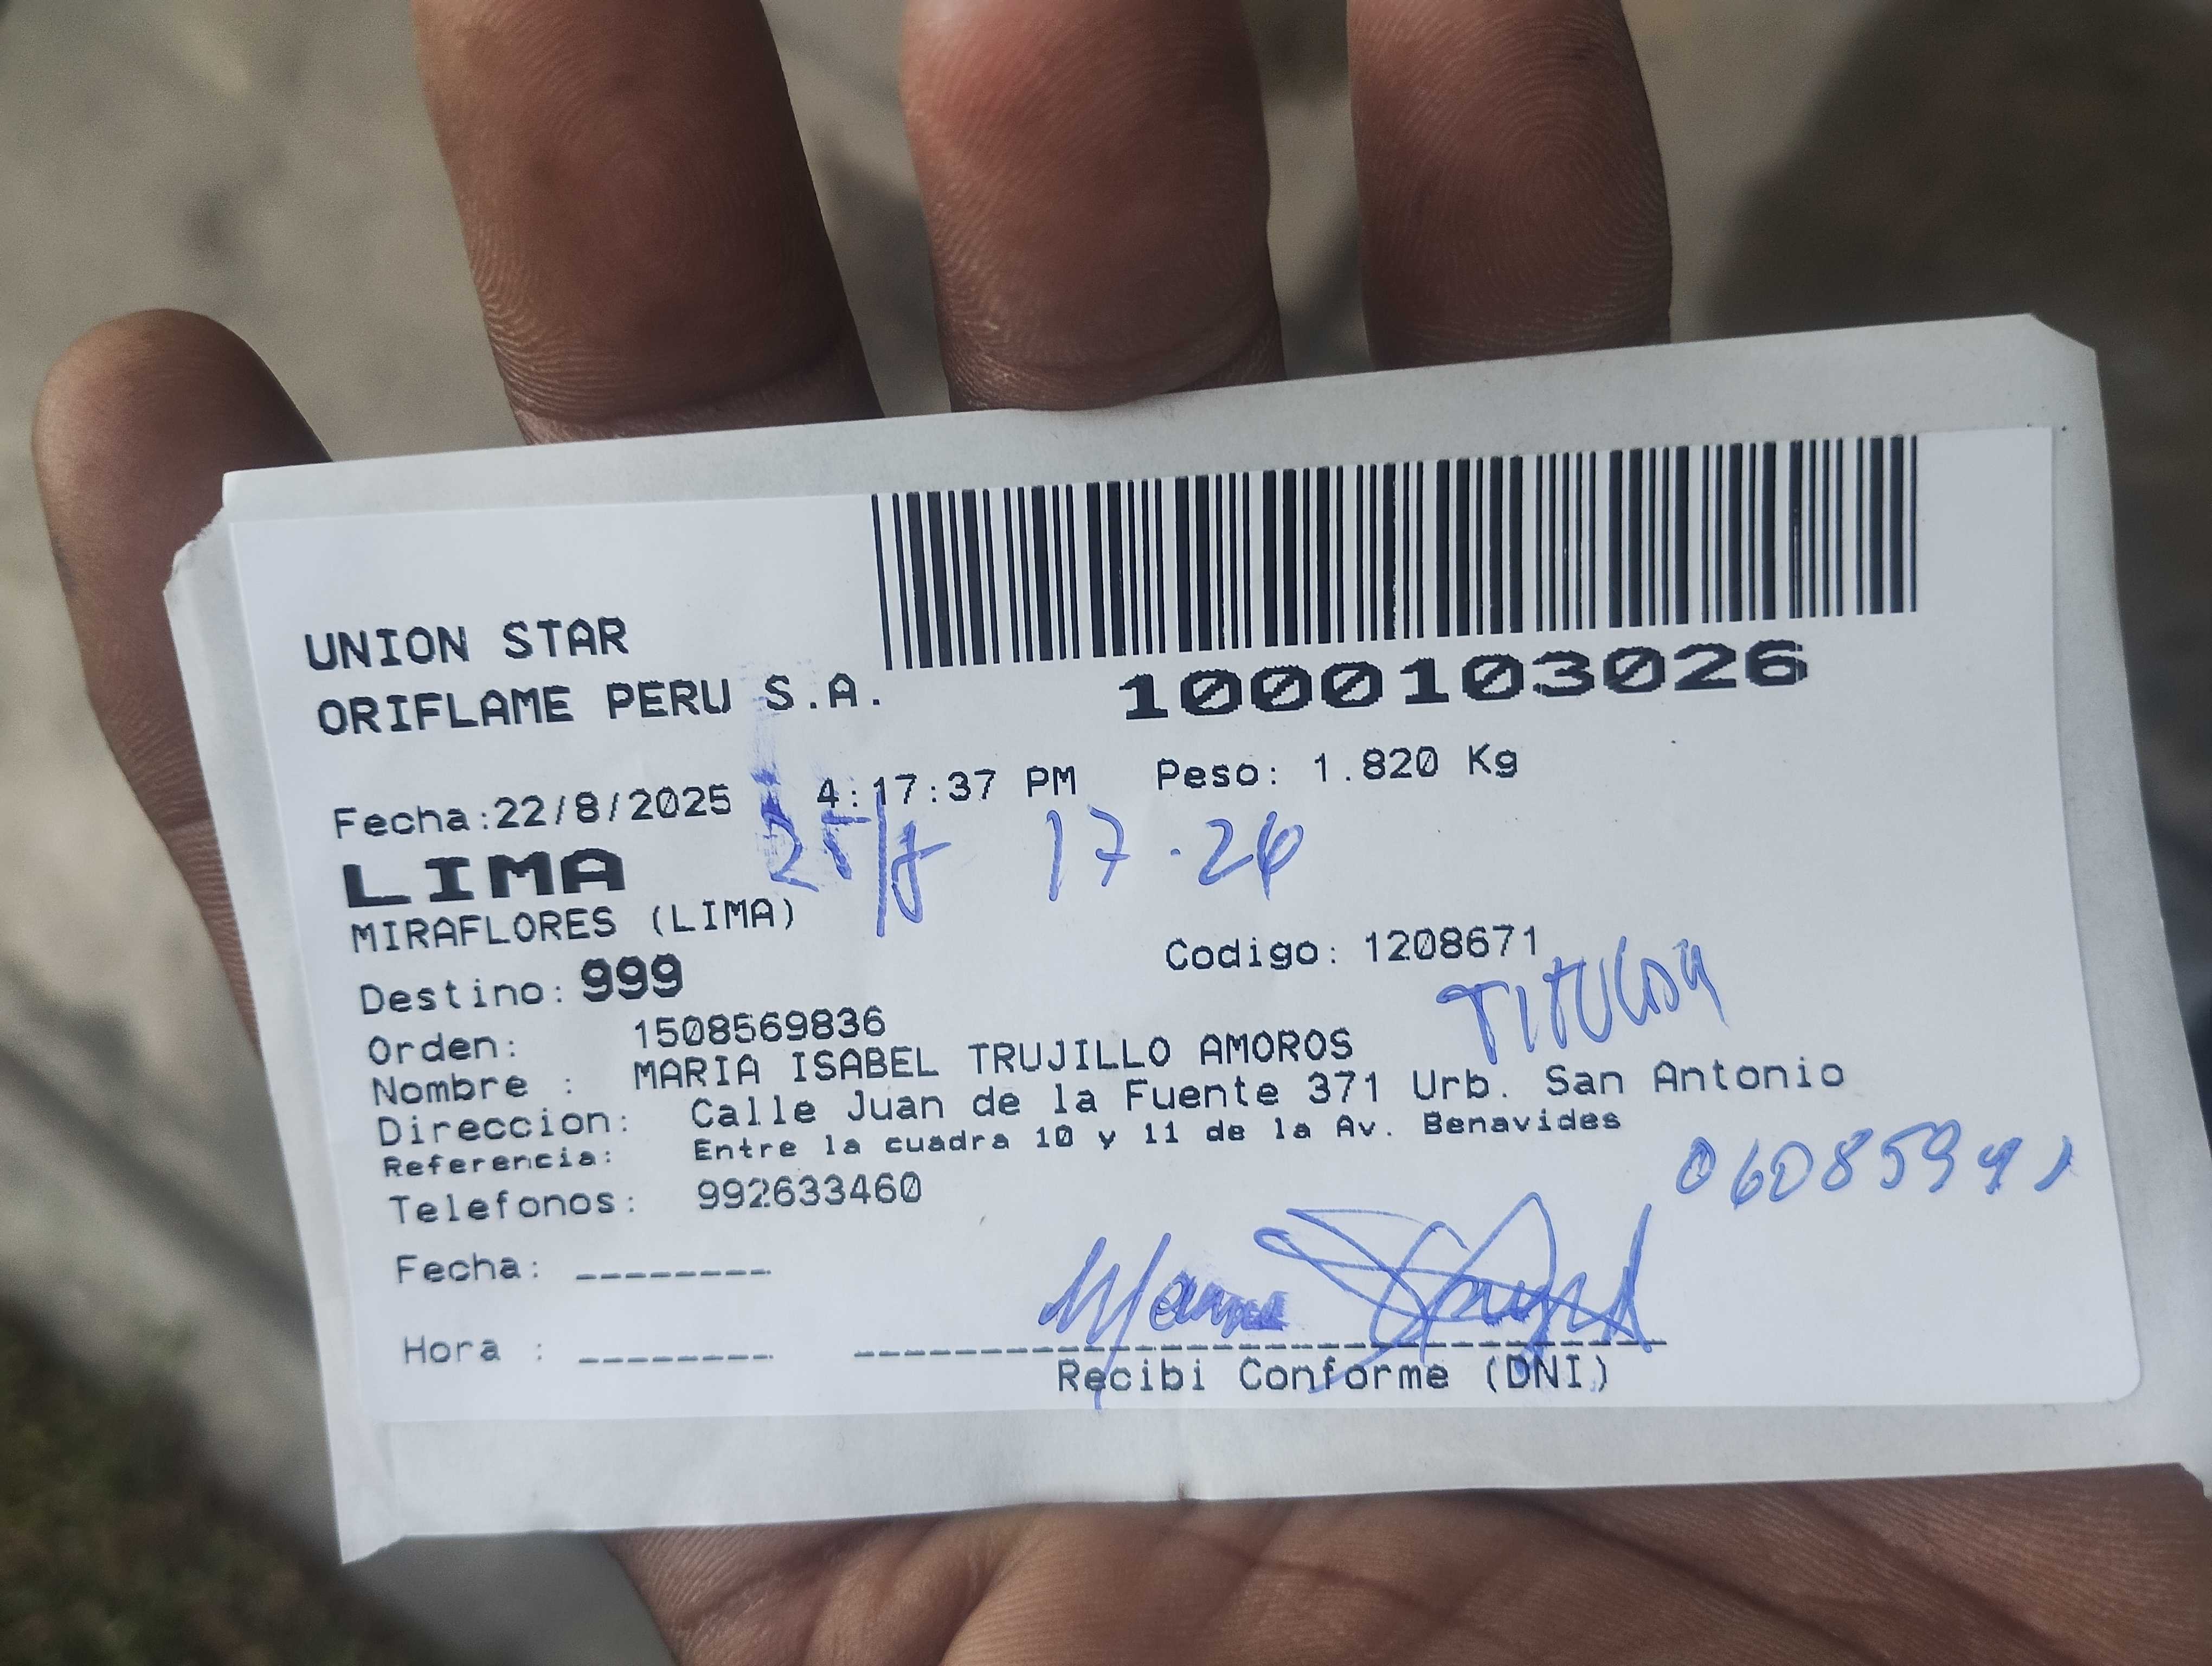 UNION STAR
ORIFLAME PERU S.A.
1000103026
Fecha:22/8/2025 4:17:37 PM Peso: 1.820 Kg
25/8 17.26
LIMA
MIRAFLORES (LIMA)
Destino: 999 Codigo: 1208671
TITULAR
Orden: 1508569836
Nombre : MARIA ISABEL TRUJILLO AMOROS
Direccion: Calle Juan de la Fuente 371 Urb. San Antonio
Referencia: Entre la cuadra 10 y 11 de la Av. Benavides
Telefonos: 992633460
Fecha: ________
Hora : ________
Recibi Conforme (DNI)